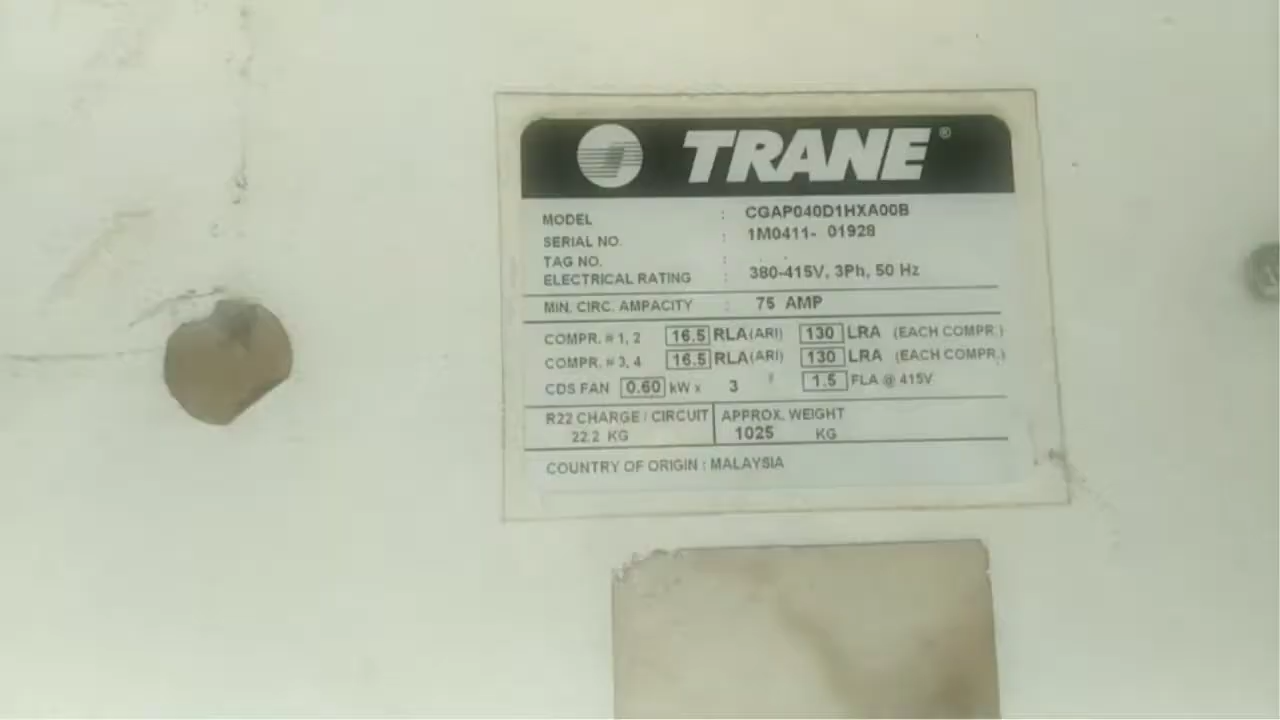 TRANE®
MODEL : CGAP040D1HXA00B
SERIAL NO. : 1M0411- 01928
TAG NO. :
ELECTRICAL RATING : 380-415V, 3Ph, 50 Hz
MIN. CIRC. AMPACITY : 75 AMP
COMPR. # 1, 2 16.5 RLA (ARI) 130 LRA (EACH COMPR.)
COMPR. # 3, 4 16.5 RLA (ARI) 130 LRA (EACH COMPR.)
CDS FAN 0.60 kW x 3 1.5 FLA @ 415V
R22 CHARGE / CIRCUIT APPROX. WEIGHT
22.2 KG 1025 KG
COUNTRY OF ORIGIN : MALAYSIA